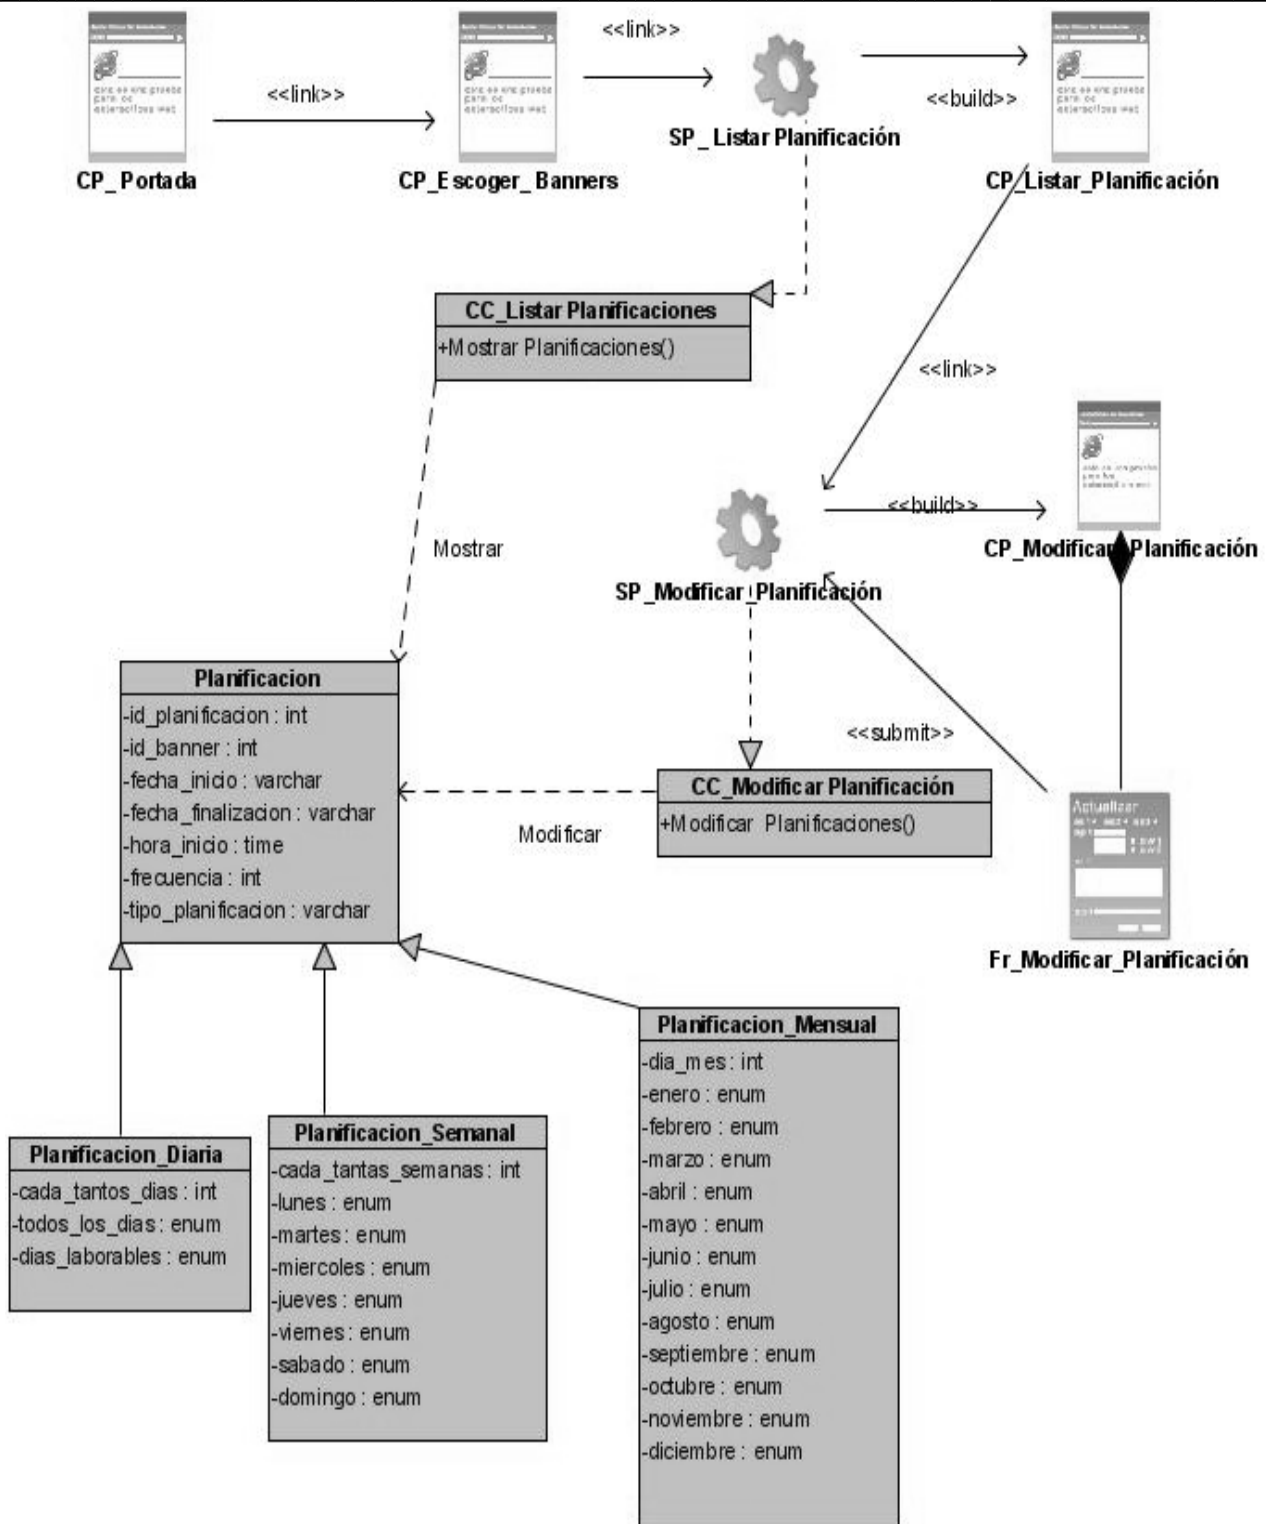 <<link>>
<<link>>
<<link>>
<<build>>
CP_ Portada
CP_Escoger_ Banners
SP_ Listar Planificación
CP_Listar_Planificación
CC_Listar Planificaciones
+Mostrar Planificaciones()
<<link>>
<<build>>
Mostrar
SP_Modificar_Planificación
CP_Modificar_Planificación
Planificacion
-id_planificacion : int
-id_banner : int
-fecha_inicio : varchar
-fecha_finalizacion : varchar
-hora_inicio : time
-frecuencia : int
-tipo_planificacion : varchar
<<submit>>
CC_Modificar Planificación
+Modificar Planificaciones()
Modificar
Actualizar
Fr_Modificar_Planificación
Planificacion_Diaria
-cada_tantos_dias : int
-todos_los_dias : enum
-dias_laborables : enum
Planificacion_Semanal
-cada_tantas_semanas : int
-lunes : enum
-martes : enum
-miercoles : enum
-jueves : enum
-viernes : enum
-sabado : enum
-domingo : enum
Planificacion_Mensual
-dia_mes : int
-enero : enum
-febrero : enum
-marzo : enum
-abril : enum
-mayo : enum
-junio : enum
-julio : enum
-agosto : enum
-septiembre : enum
-octubre : enum
-noviembre : enum
-diciembre : enum